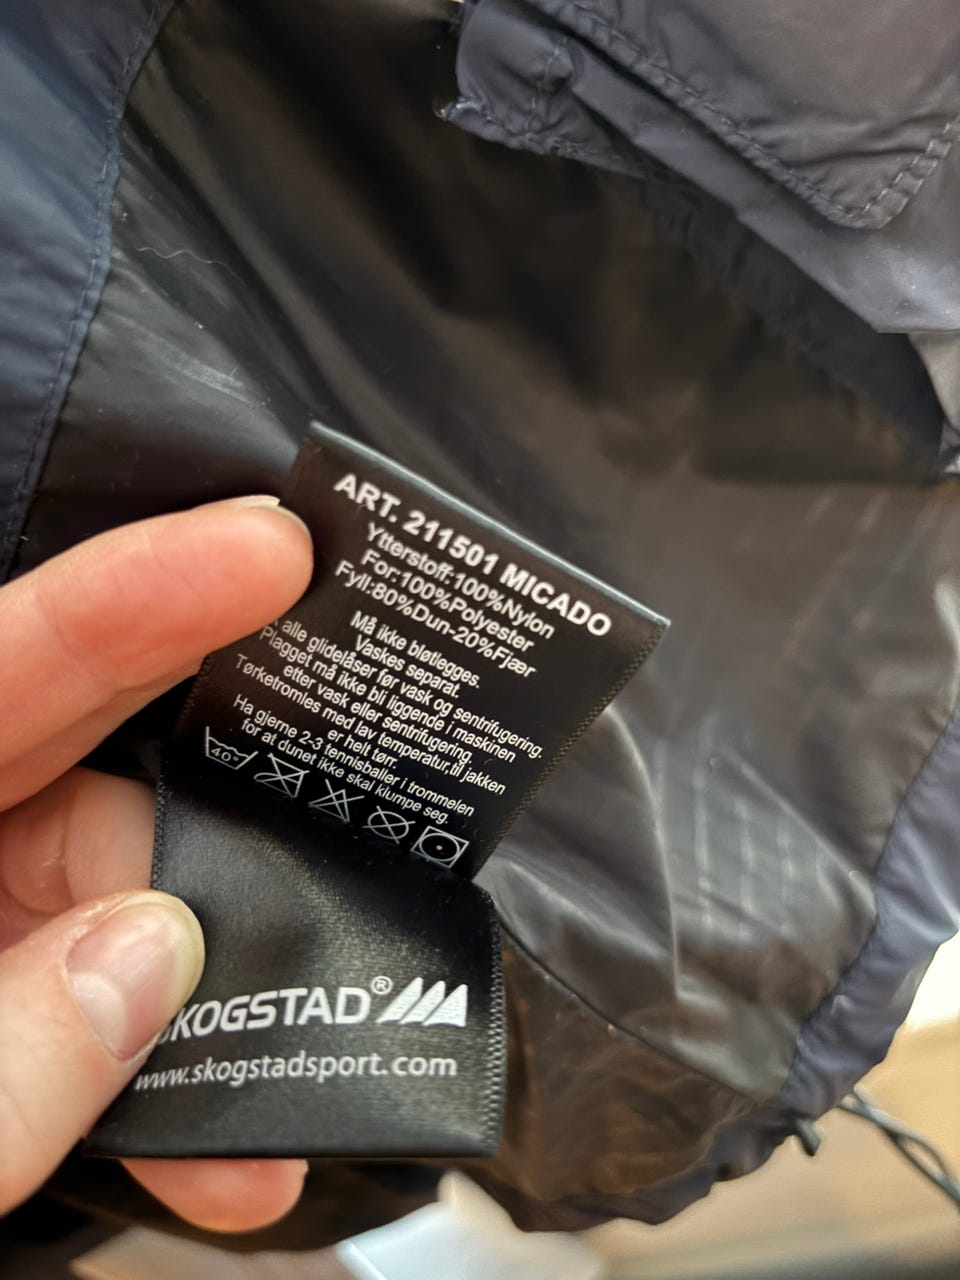 ART. 211501 MICADO
Ytterstoff:100%Nylon
For:100%Polyester
Fyll:80%Dun-20%Fjær
Må ikke bløtlegges.
Vaskes separat.
alle glidelåser før vask og sentrifugering.
Plagget må ikke bli liggende i maskinen
etter vask eller sentrifugering.
Tørketromles med lav temperatur,til jakken
er helt tørr.
Ha gjerne 2-3 tennisballer i trommelen
for at dunet ikke skal klumpe seg.
40°
SKOGSTAD®
www.skogstadsport.com